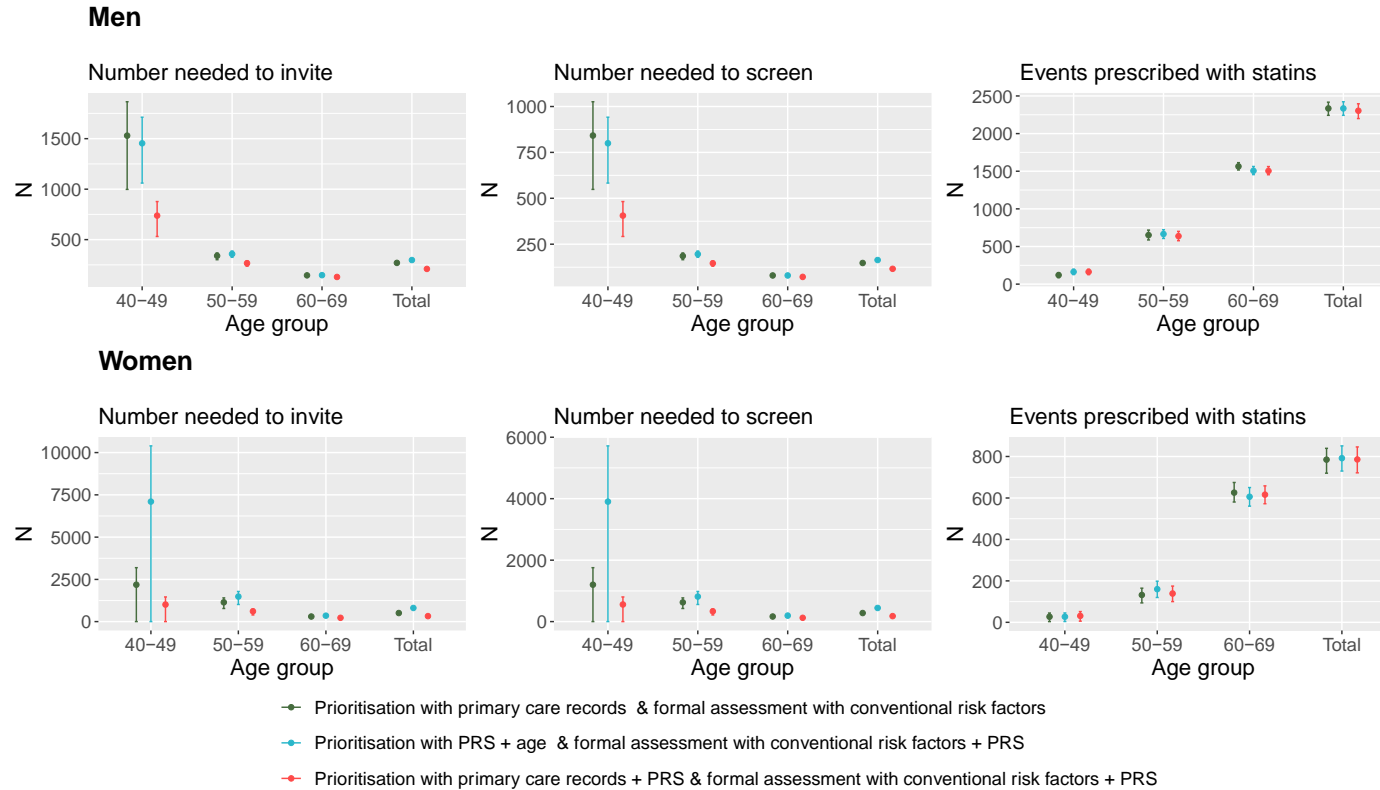 Men
Number needed to invite
Number needed to screen
Events prescribed with statins
N
1500
1000
500
40−49 50−59 60−69 Total
Age group
N
1000
750
500
250
40−49 50−59 60−69 Total
Age group
N
2500
2000
1500
1000
500
0
40−49 50−59 60−69 Total
Age group
Women
Number needed to invite
Number needed to screen
Events prescribed with statins
N
10000
7500
5000
2500
0
40−49 50−59 60−69 Total
Age group
N
6000
4000
2000
0
40−49 50−59 60−69 Total
Age group
N
800
600
400
200
0
40−49 50−59 60−69 Total
Age group
Prioritisation with primary care records & formal assessment with conventional risk factors
Prioritisation with PRS + age & formal assessment with conventional risk factors + PRS
Prioritisation with primary care records + PRS & formal assessment with conventional risk factors + PRS